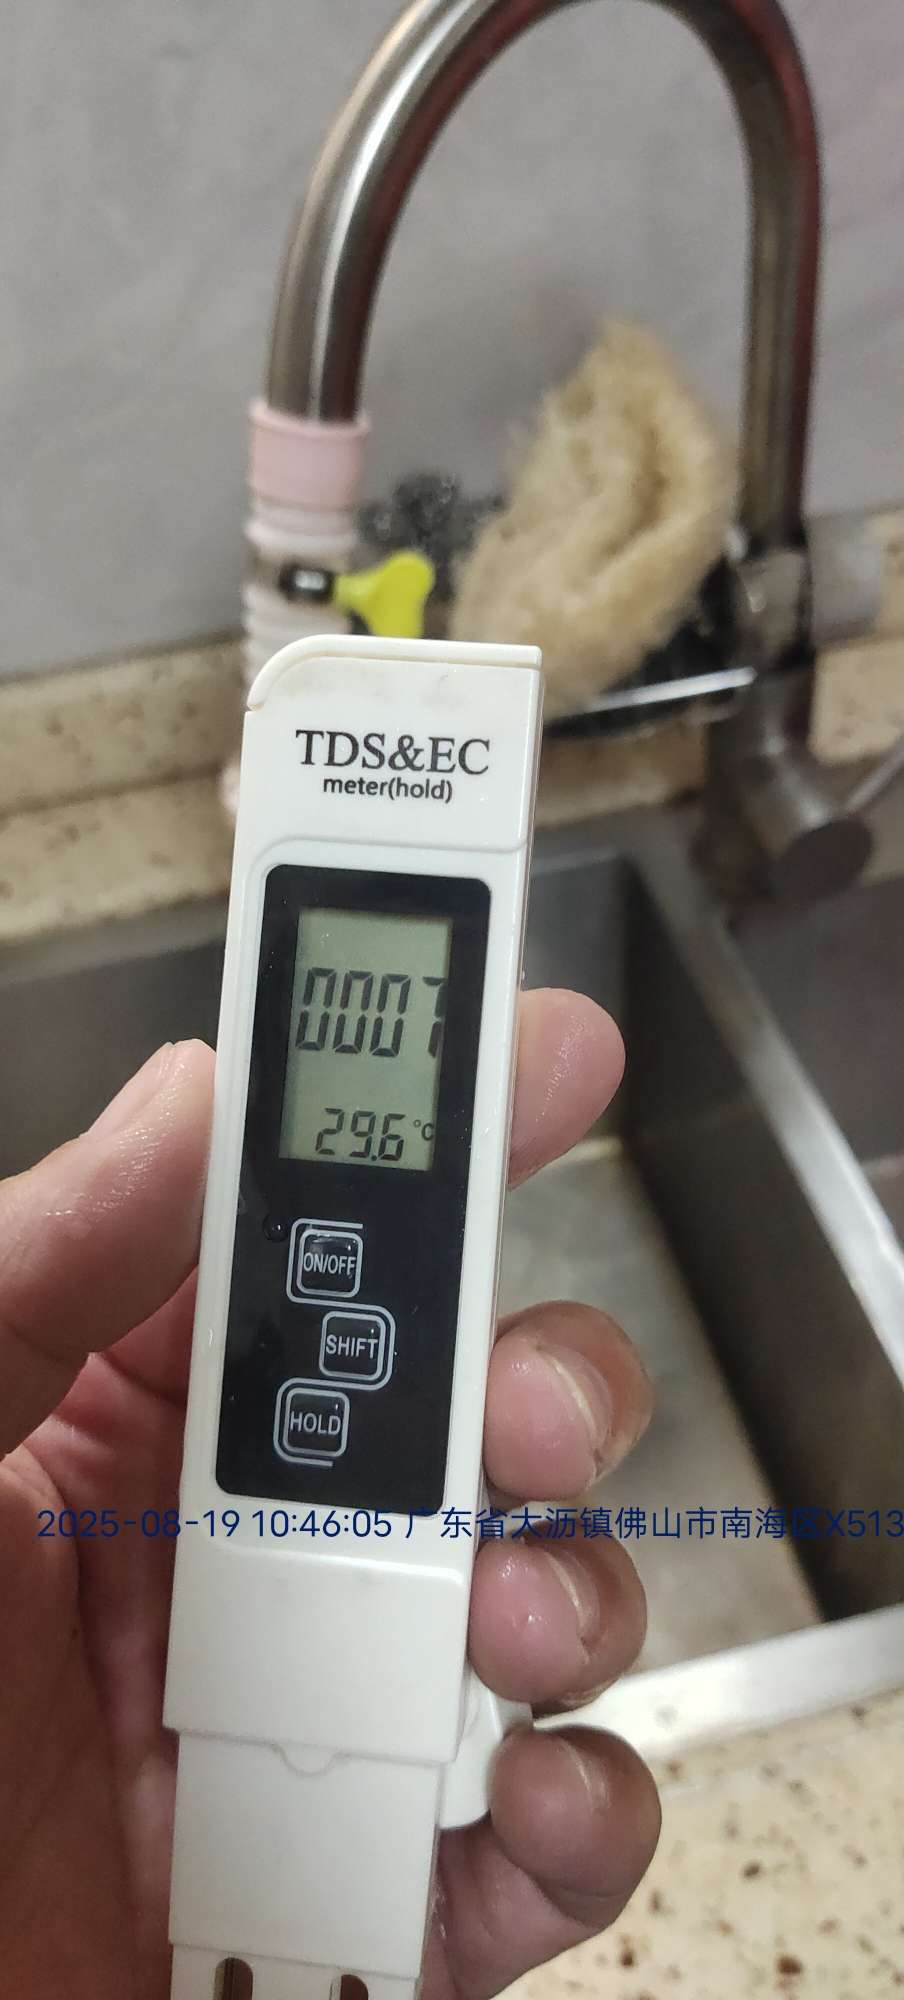 TDS&EC
meter(hold)
0007
29.6 °C
ON/OFF
SHIFT
HOLD
2025-08-19 10:46:05 广东省大沥镇佛山市南海区X513